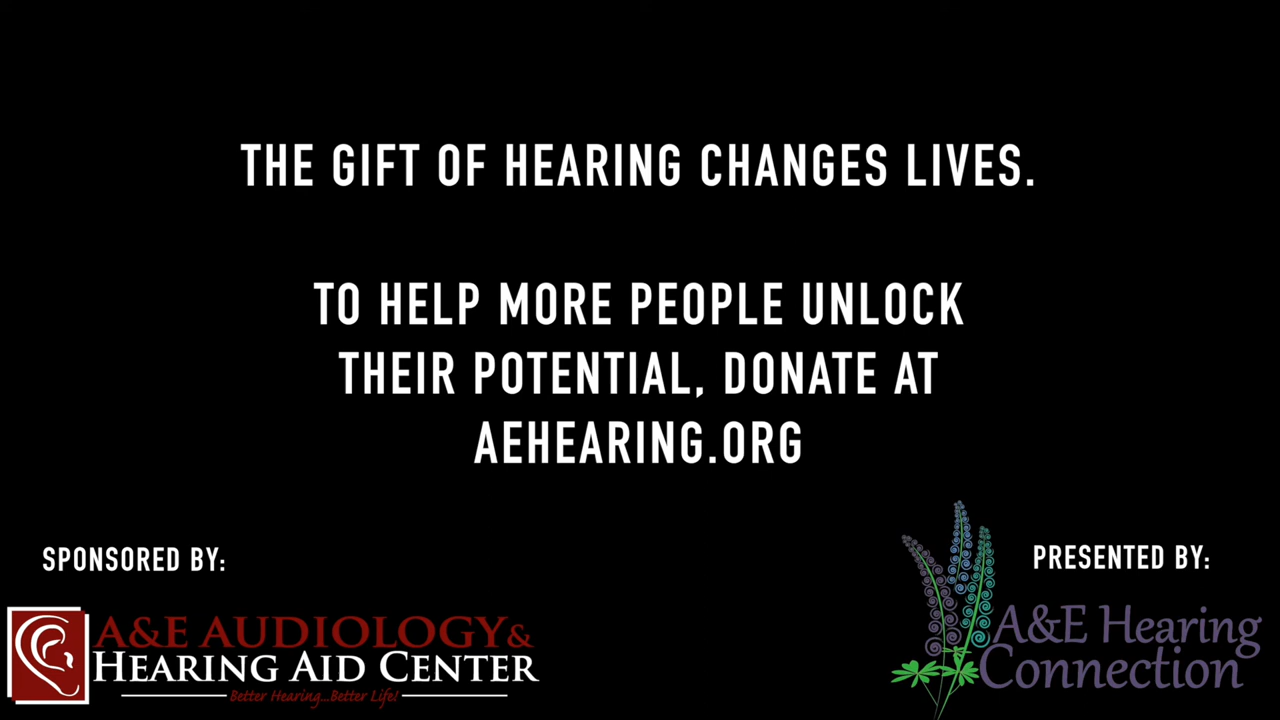 THE GIFT OF HEARING CHANGES LIVES.
TO HELP MORE PEOPLE UNLOCK
THEIR POTENTIAL, DONATE AT
AEHEARING.ORG
SPONSORED BY:
PRESENTED BY:
A&E AUDIOLOGY&
HEARING AID CENTER
Better Hearing...Better Life!
A&E Hearing
Connection